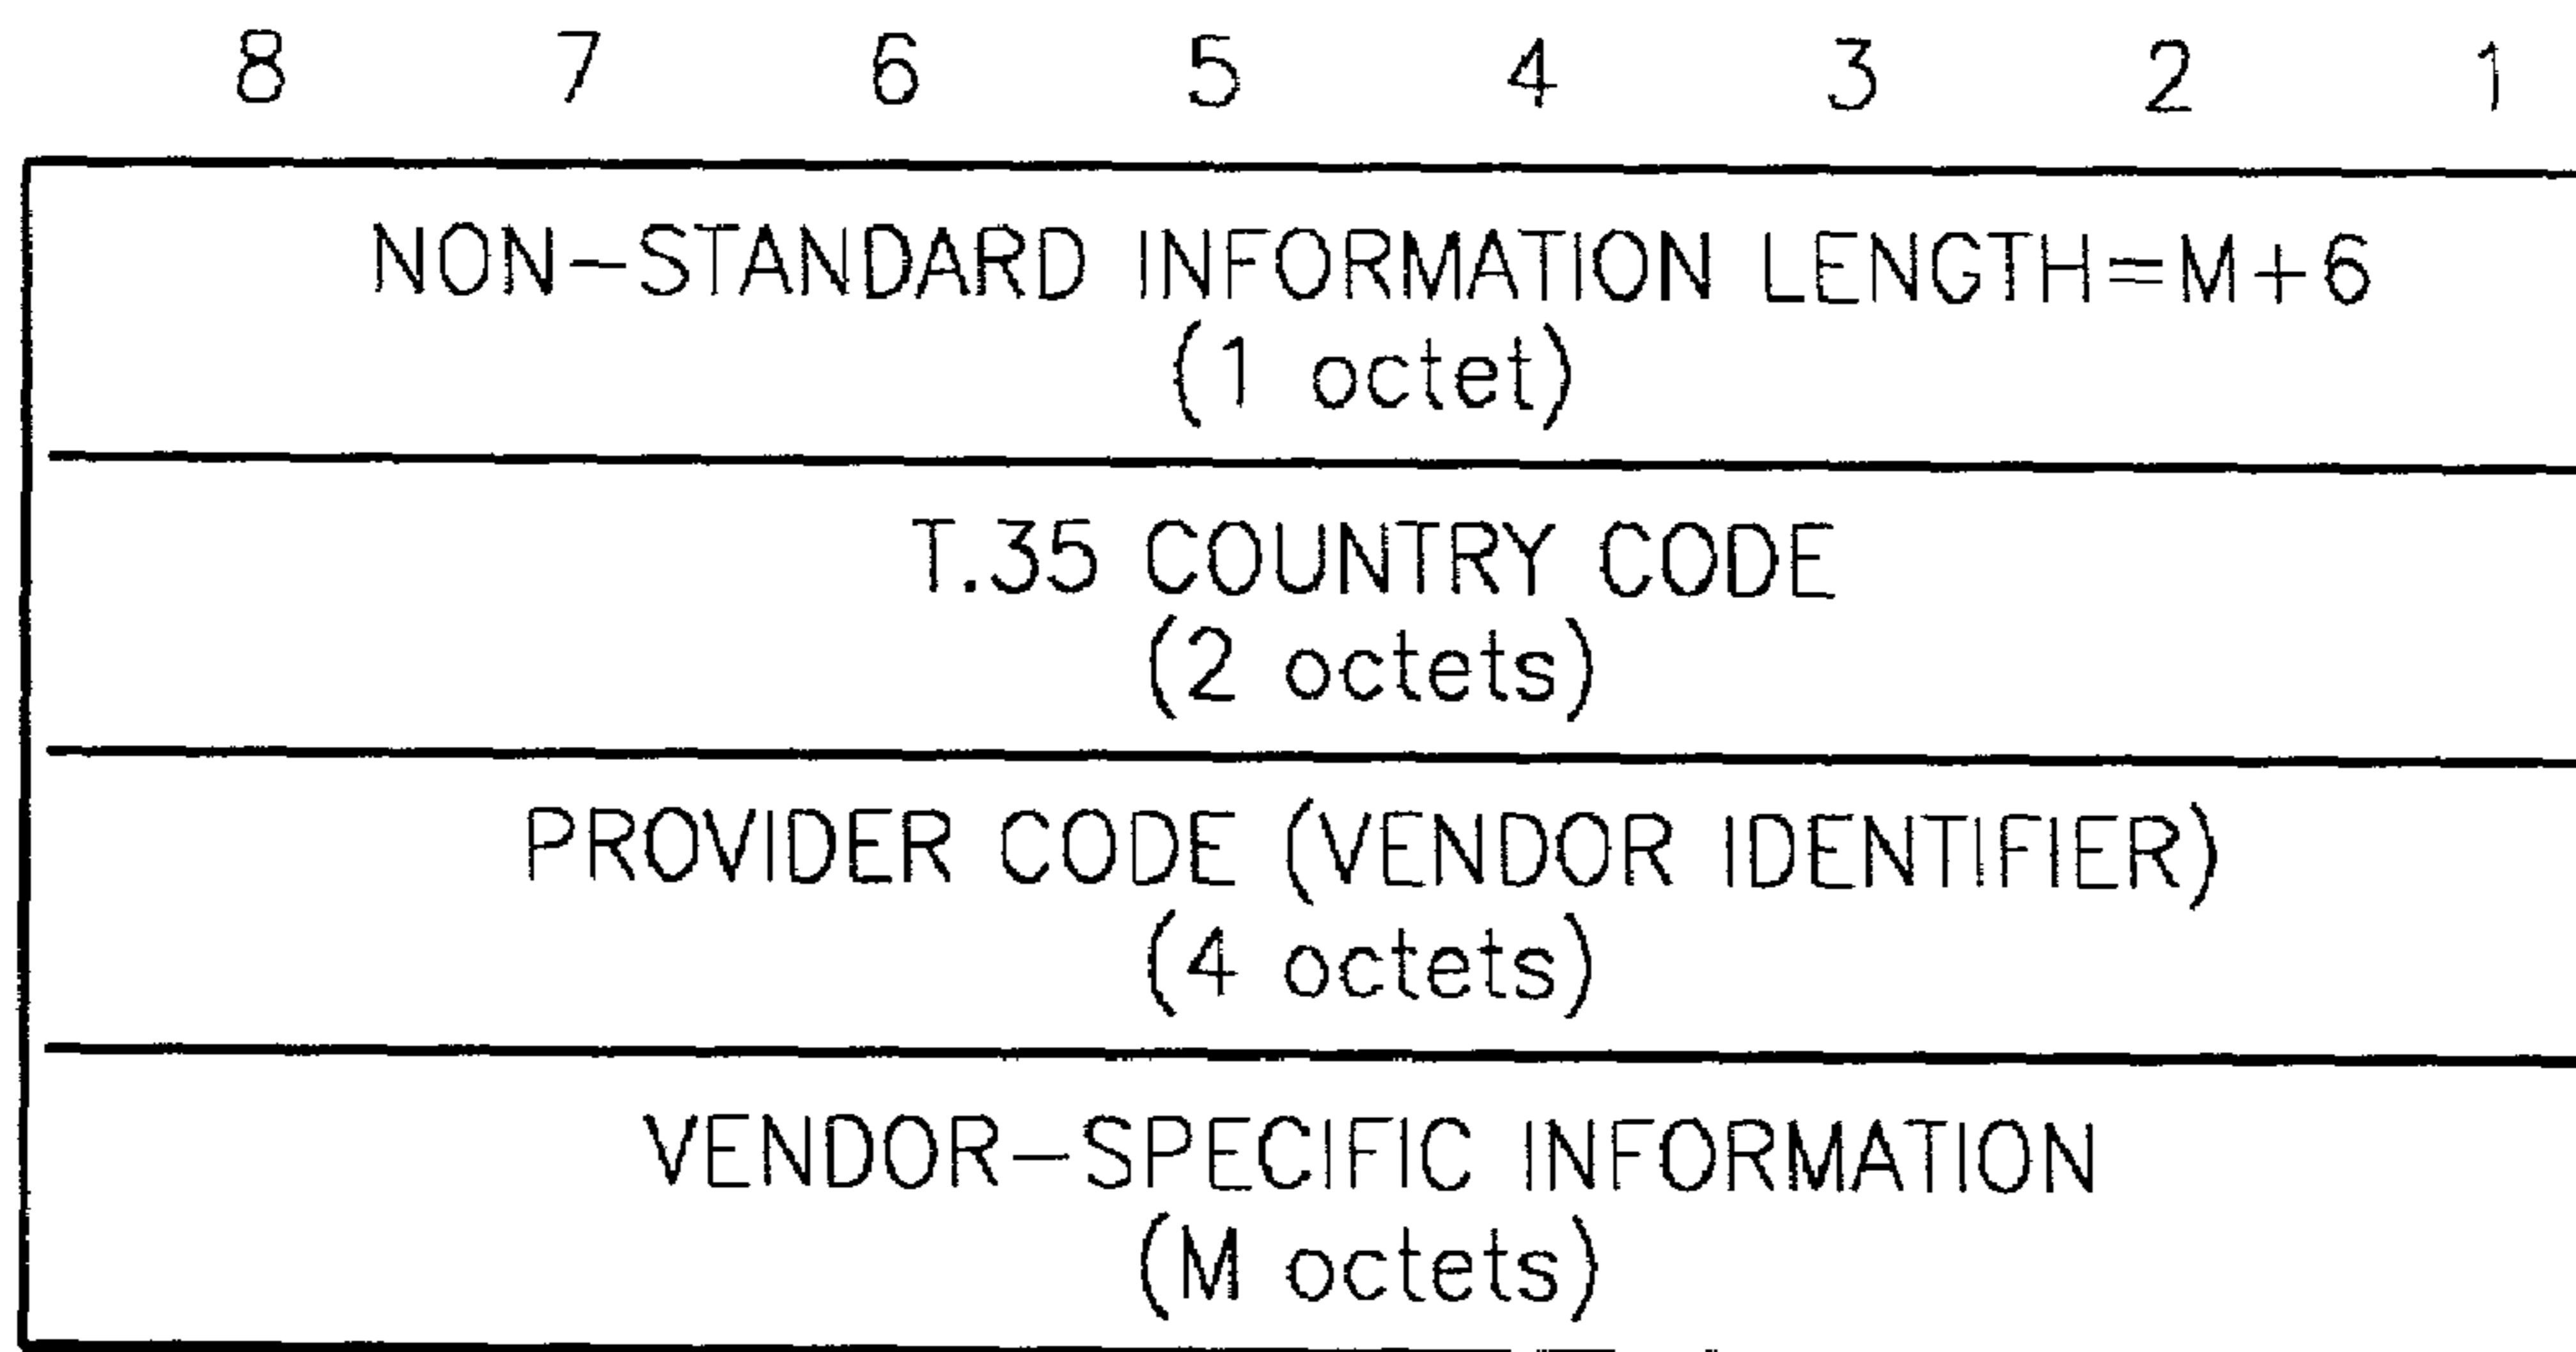 8 7 6 5 4 3 2 1
NON-STANDARD INFORMATION LENGTH=M+6
(1 octet)
T.35 COUNTRY CODE
(2 octets)
PROVIDER CODE (VENDOR IDENTIFIER)
(4 octets)
VENDOR-SPECIFIC INFORMATION
(M octets)